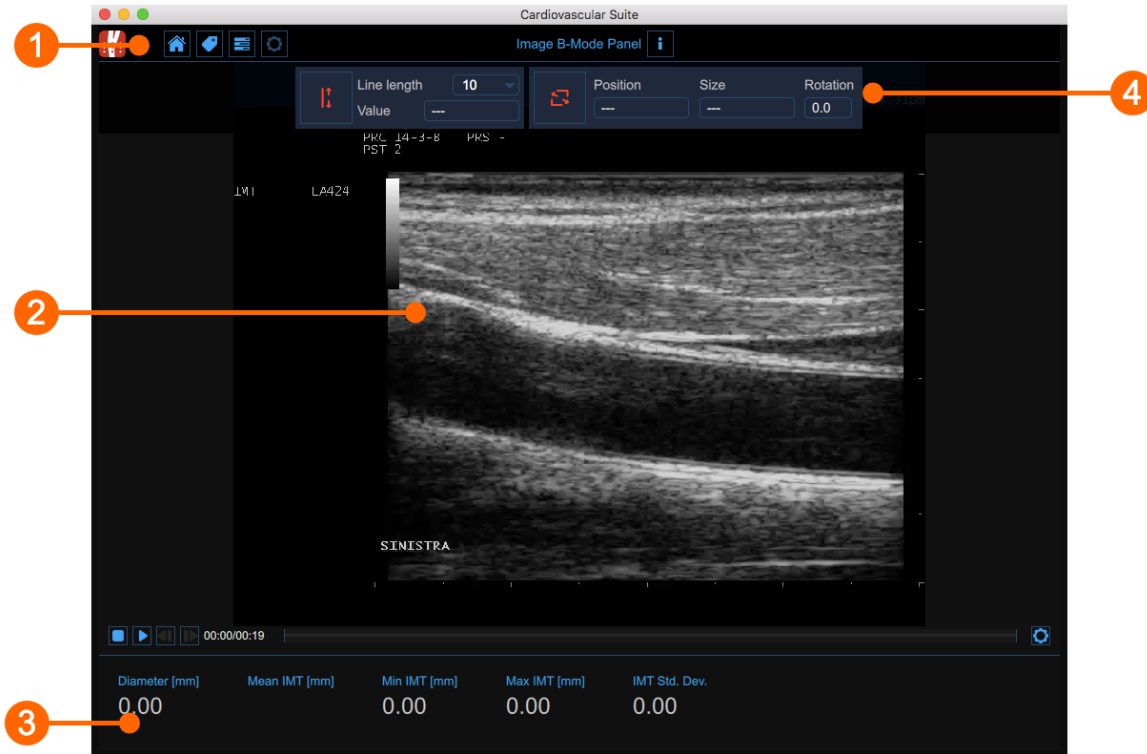 Cardiovascular Suite
1
Image B-Mode Panel i
Line length 10
Value ---
Position Size Rotation
--- --- 0.0
4
PRC 14-3-B PRS -
PST 2
IMT LA424
2
SINISTRA
00:00/00:19
Diameter [mm] Mean IMT [mm] Min IMT [mm] Max IMT [mm] IMT Std. Dev.
0.00 0.00 0.00 0.00
3